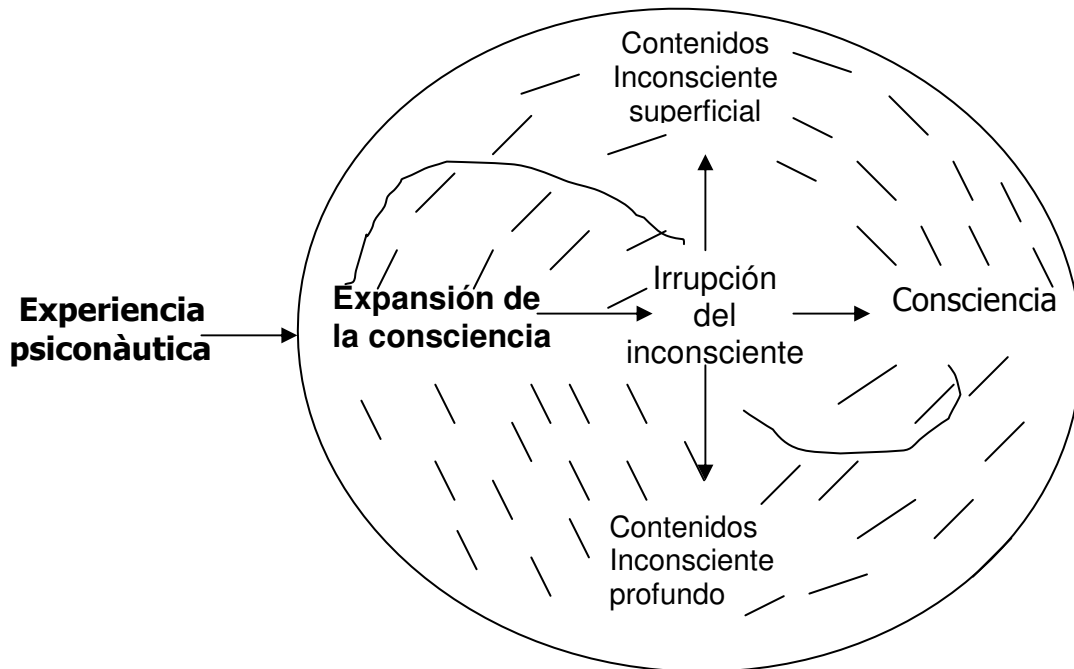 Contenidos
Inconsciente
superficial
Experiencia
psiconàutica
Expansión de
la consciencia
Irrupción
del
inconsciente
Consciencia
Contenidos
Inconsciente
profundo